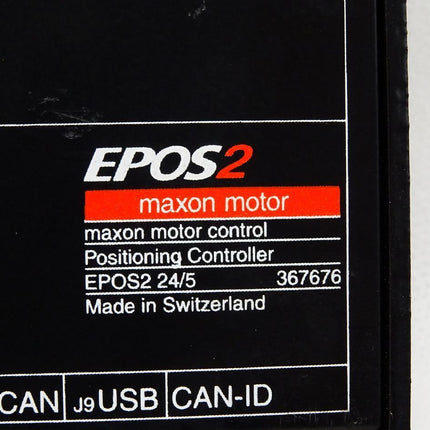 EPOS2
maxon motor
maxon motor control
Positioning Controller
EPOS2 24/5 367676
Made in Switzerland
CAN J9 USB CAN-ID